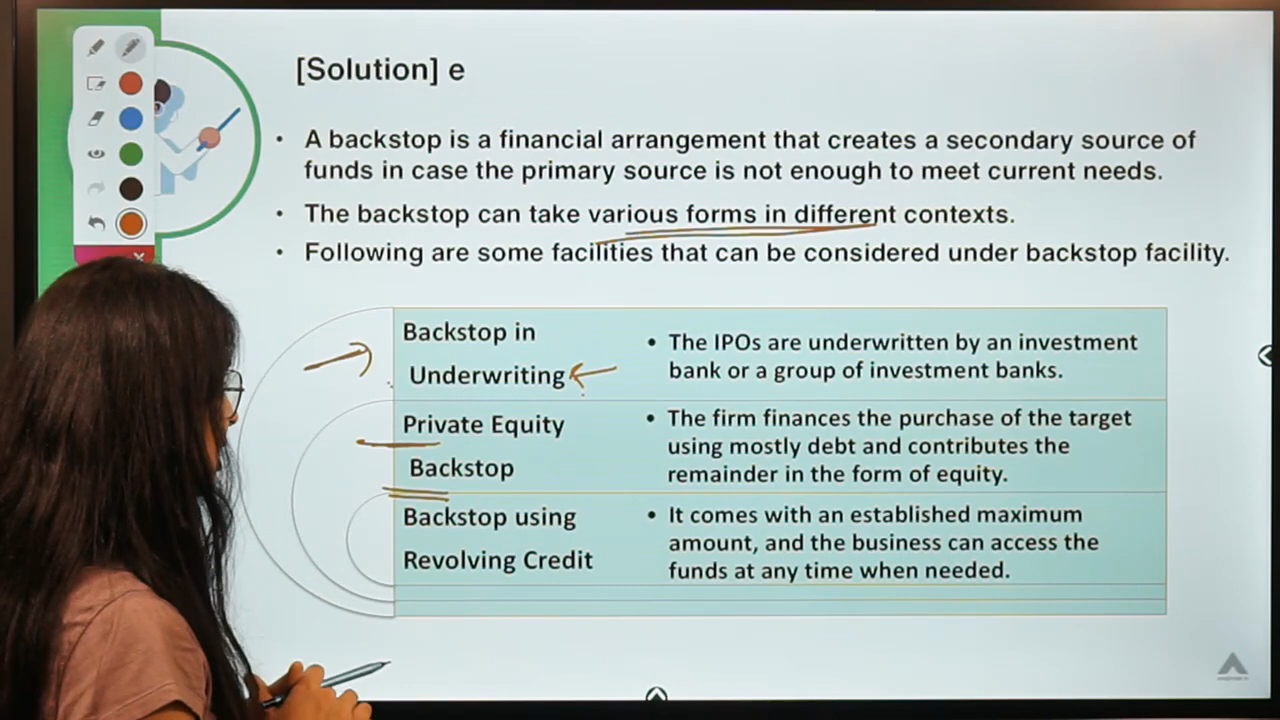 [Solution] e
• A backstop is a financial arrangement that creates a secondary source of
funds in case the primary source is not enough to meet current needs.
• The backstop can take various forms in different contexts.
• Following are some facilities that can be considered under backstop facility.
Backstop in
Underwriting
• The IPOs are underwritten by an investment
bank or a group of investment banks.
Private Equity
Backstop
• The firm finances the purchase of the target
using mostly debt and contributes the
remainder in the form of equity.
Backstop using
Revolving Credit
• It comes with an established maximum
amount, and the business can access the
funds at any time when needed.